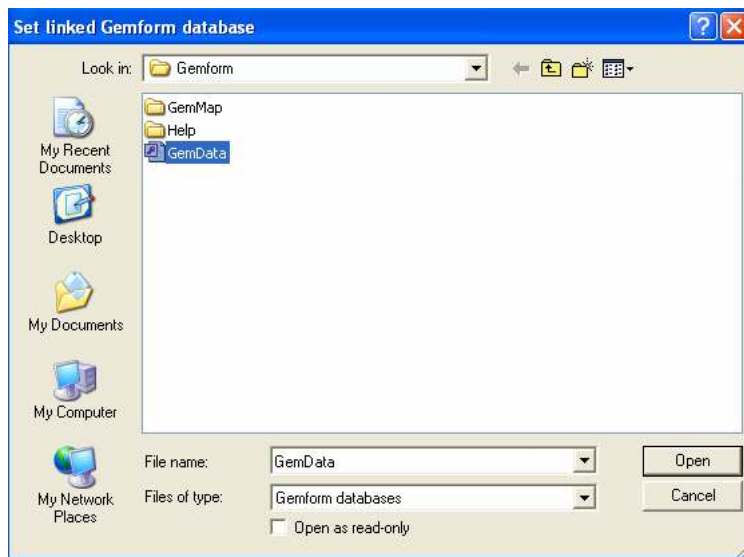 Set linked Gemform database
Look in:
Gemform
My Recent
Documents
Desktop
My Documents
My Computer
My Network
Places
GemMap
Help
GemData
File name:
GemData
Open
Files of type:
Gemform databases
Cancel
Open as read-only